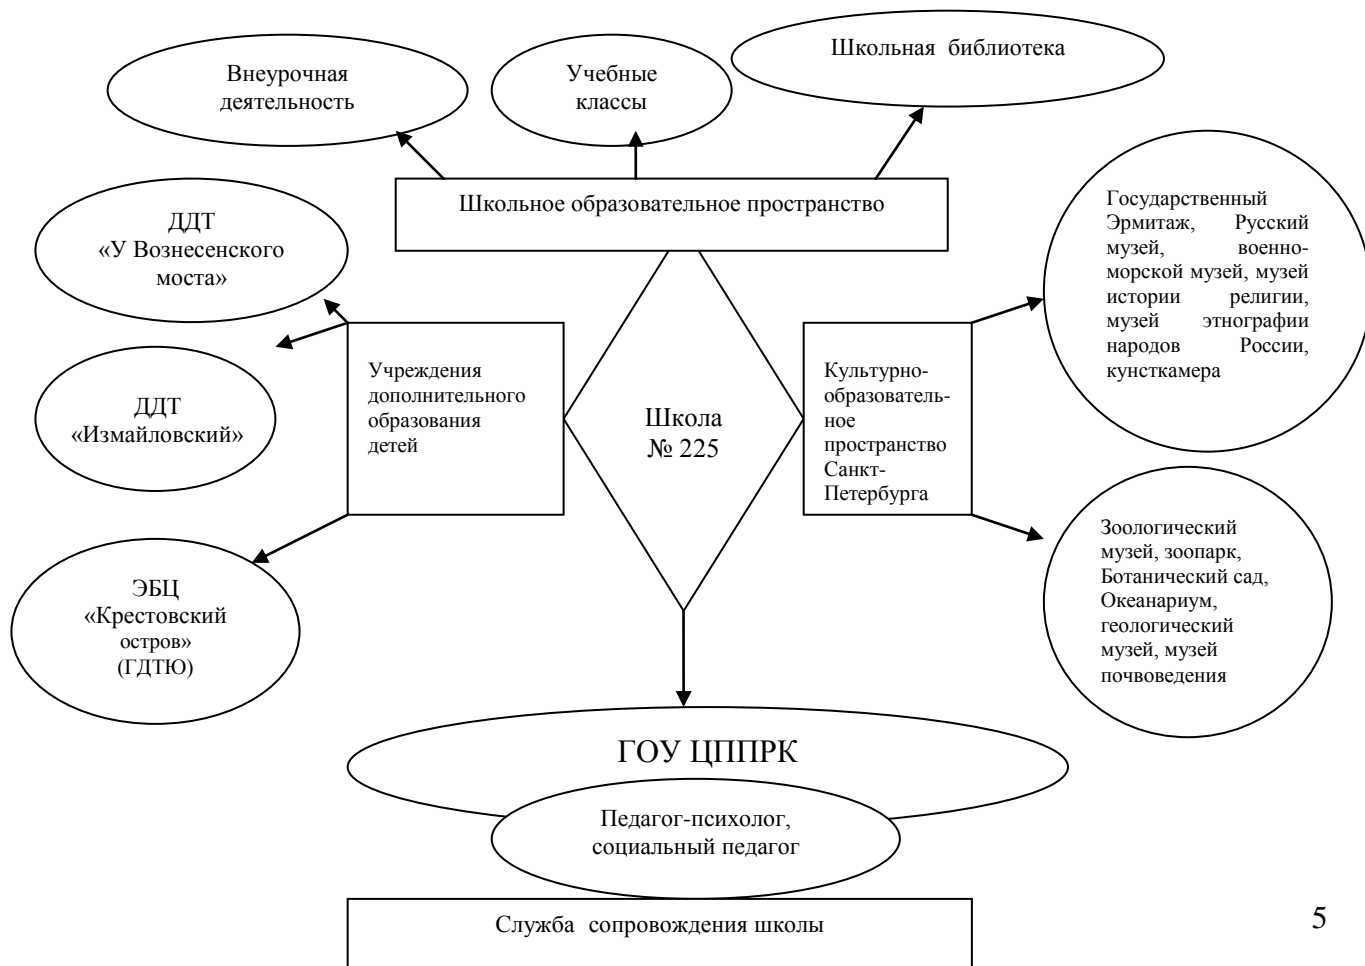 Школьная библиотека
Внеурочная
деятельность
Учебные
классы
Школьное образовательное пространство
ДДТ
«У Вознесенского
моста»
ДДТ
«Измайловский»
ЭБЦ
«Крестовский
остров»
(ГДТЮ)
Учреждения
дополнительного
образования
детей
Школа
№ 225
Культурно-
образователь-
ное
пространство
Санкт-
Петербурга
Государственный
Эрмитаж, Русский
музей, военно-
морской музей, музей
истории религии,
музей этнографии
народов России,
кунсткамера
Зоологический
музей, зоопарк,
Ботанический сад,
Океанариум,
геологический
музей, музей
почвоведения
ГОУ ЦППРК
Педагог-психолог,
социальный педагог
Служба сопровождения школы
5